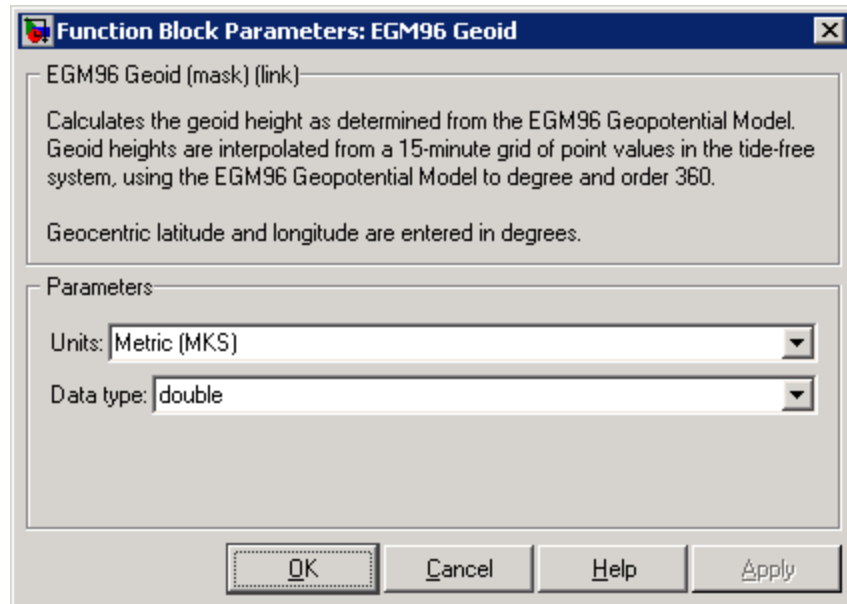 Function Block Parameters: EGM96 Geoid
EGM96 Geoid (mask) (link)
Calculates the geoid height as determined from the EGM96 Geopotential Model.
Geoid heights are interpolated from a 15-minute grid of point values in the tide-free
system, using the EGM96 Geopotential Model to degree and order 360.
Geocentric latitude and longitude are entered in degrees.
Parameters
Units: Metric (MKS)
Data type: double
OK Cancel Help Apply